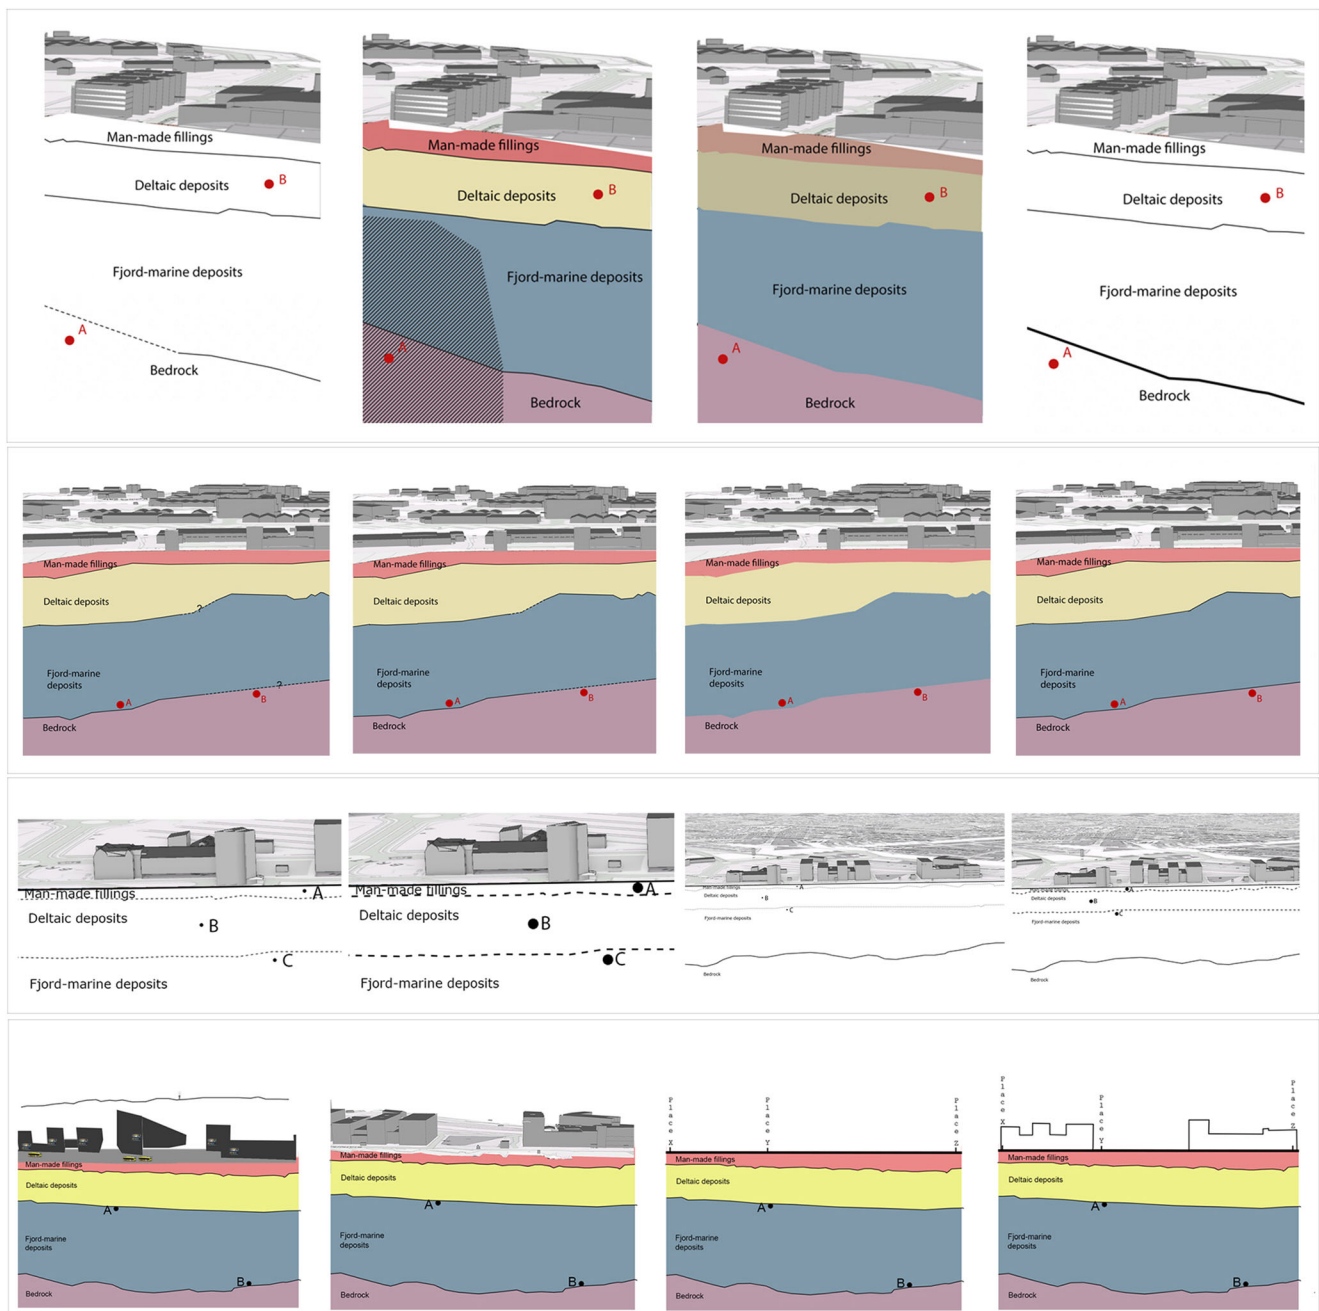 Man-made fillings
Deltaic deposits
B
Fjord-marine deposits
A
Bedrock
Man-made fillings
Deltaic deposits
B
Fjord-marine deposits
A
Bedrock
Man-made fillings
Deltaic deposits
B
Fjord-marine deposits
A
Bedrock
Man-made fillings
Deltaic deposits
B
Fjord-marine deposits
A
Bedrock
Man-made fillings
Deltaic deposits
?
Fjord-marine
deposits
?
A
B
Bedrock
Man-made fillings
Deltaic deposits
Fjord-marine
deposits
A
B
Bedrock
Man-made fillings
Deltaic deposits
Fjord-marine
deposits
A
B
Bedrock
Man-made fillings
Deltaic deposits
Fjord-marine
deposits
A
B
Bedrock
Man-made fillings
A
Deltaic deposits
B
C
Fjord-marine deposits
Man-made fillings
A
Deltaic deposits
B
C
Fjord-marine deposits
Man-made fillings
A
Deltaic deposits
B
C
Fjord-marine deposits
Bedrock
Man-made fillings
A
Deltaic deposits
B
C
Fjord-marine deposits
Bedrock
Man-made fillings
Deltaic deposits
A
Fjord-marine
deposits
B
Bedrock
Man-made fillings
Deltaic deposits
A
Fjord-marine
deposits
B
Bedrock
Place X
Place Y
Place Z
Man-made fillings
Deltaic deposits
A
Fjord-marine
deposits
B
Bedrock
Place X
Place Y
Place Z
Man-made fillings
Deltaic deposits
A
Fjord-marine
deposits
B
Bedrock